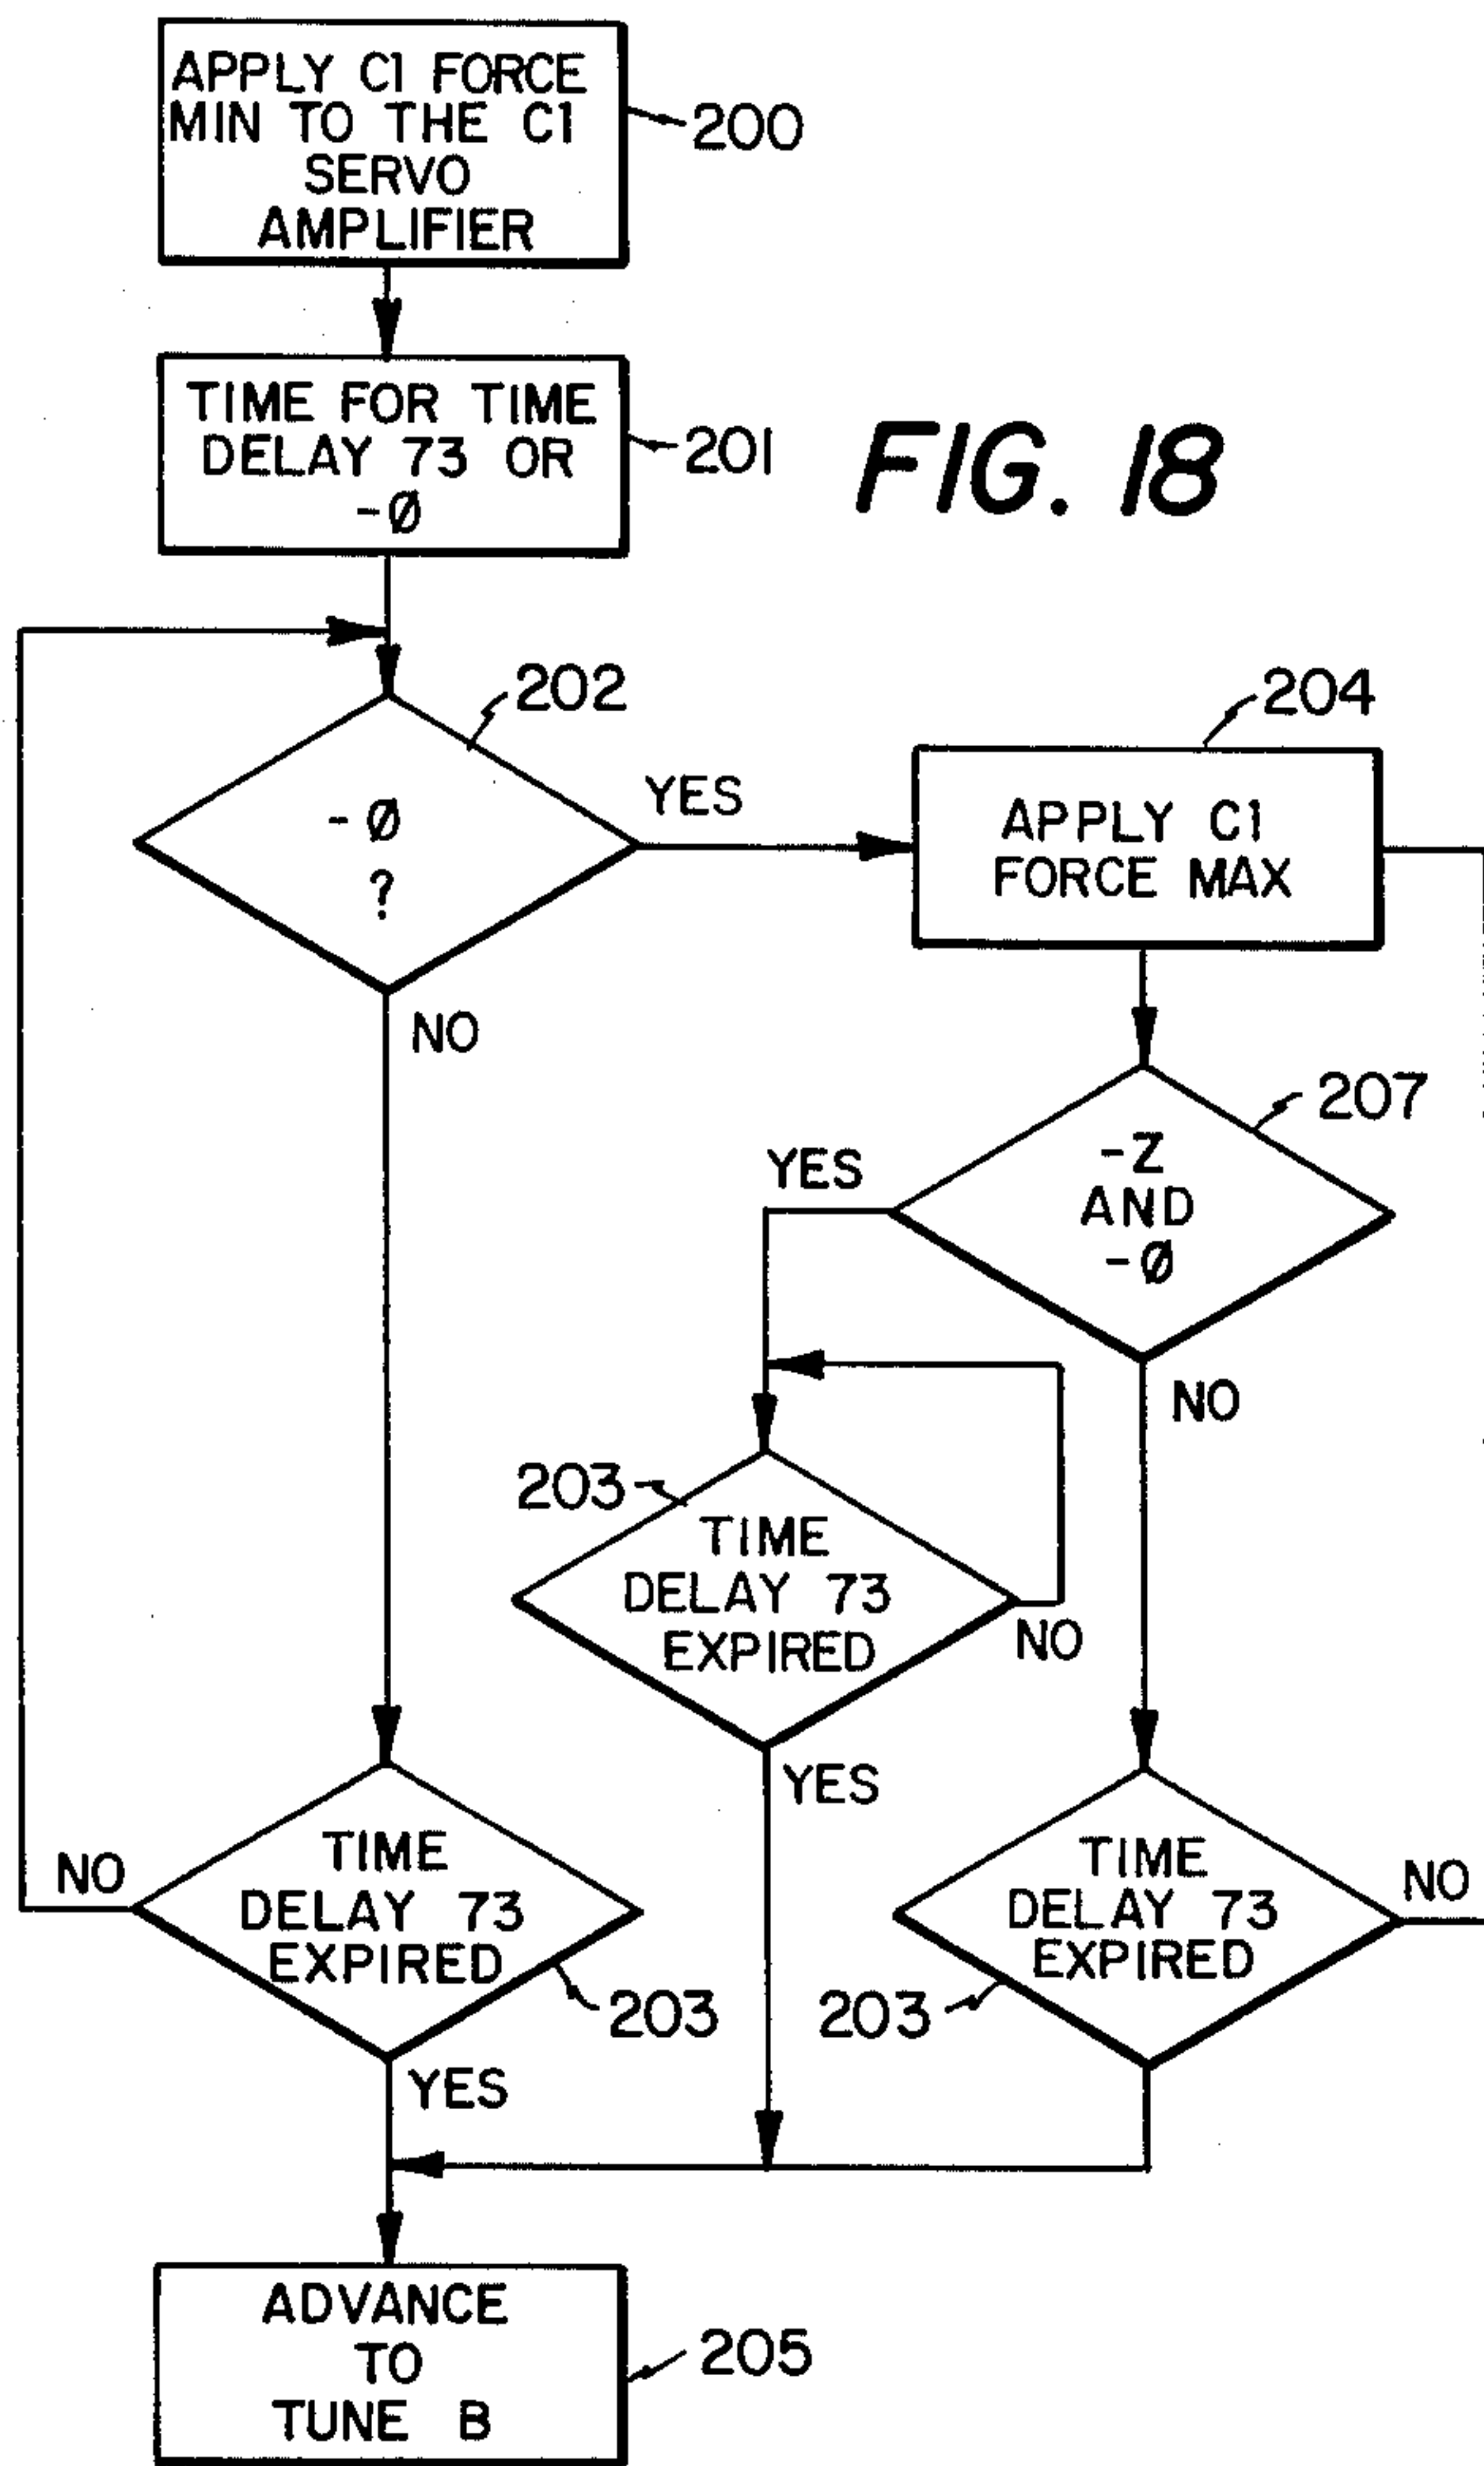 APPLY C1 FORCE
MIN TO THE C1
SERVO
AMPLIFIER
200
TIME FOR TIME
DELAY 73 OR
-Ø
201
FIG. 18
202
-Ø
?
YES
NO
204
APPLY C1
FORCE MAX
207
-Z
AND
-Ø
YES
NO
203
TIME
DELAY 73
EXPIRED
NO
YES
TIME
DELAY 73
EXPIRED
NO
203
YES
TIME
DELAY 73
EXPIRED
NO
203
ADVANCE
TO
TUNE B
205